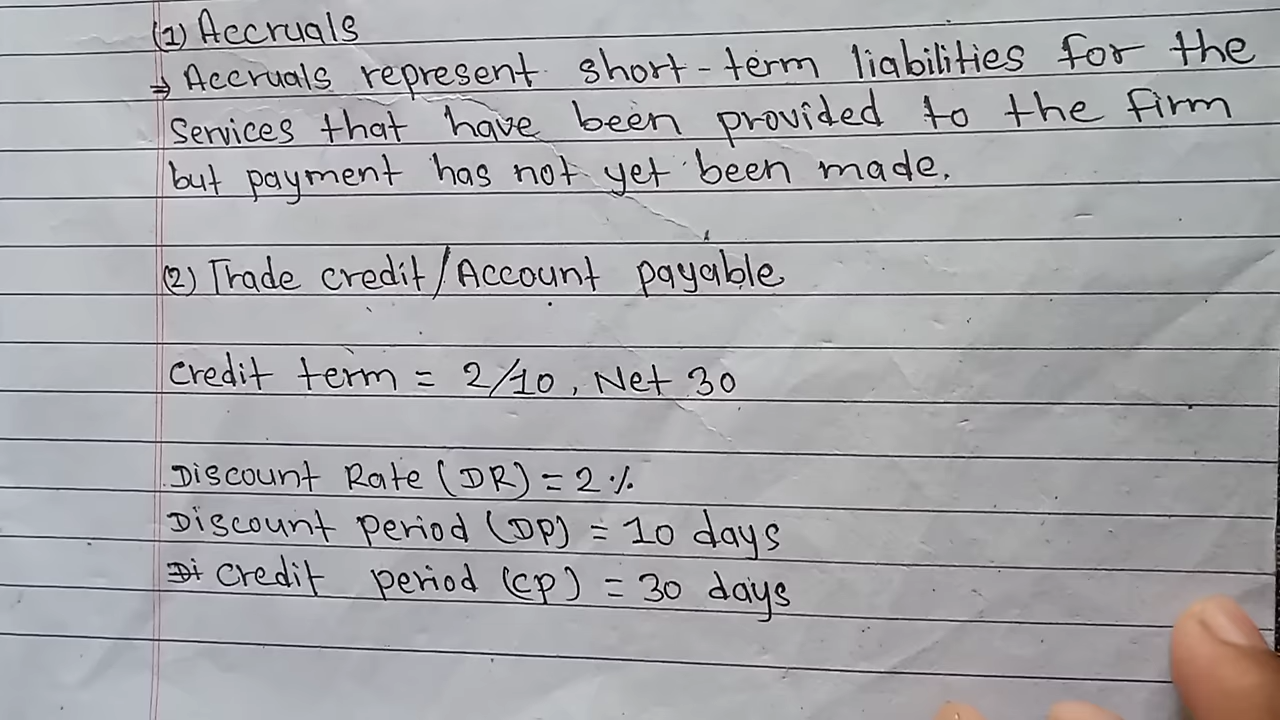 (1) Accruals
⇒ Accruals represent short-term liabilities for the
services that have been provided to the firm
but payment has not yet been made.
(2) Trade credit/Account payable
credit term = 2/10, Net 30
Discount Rate (DR) = 2%
Discount period (DP) = 10 days
Di credit period (CP) = 30 days